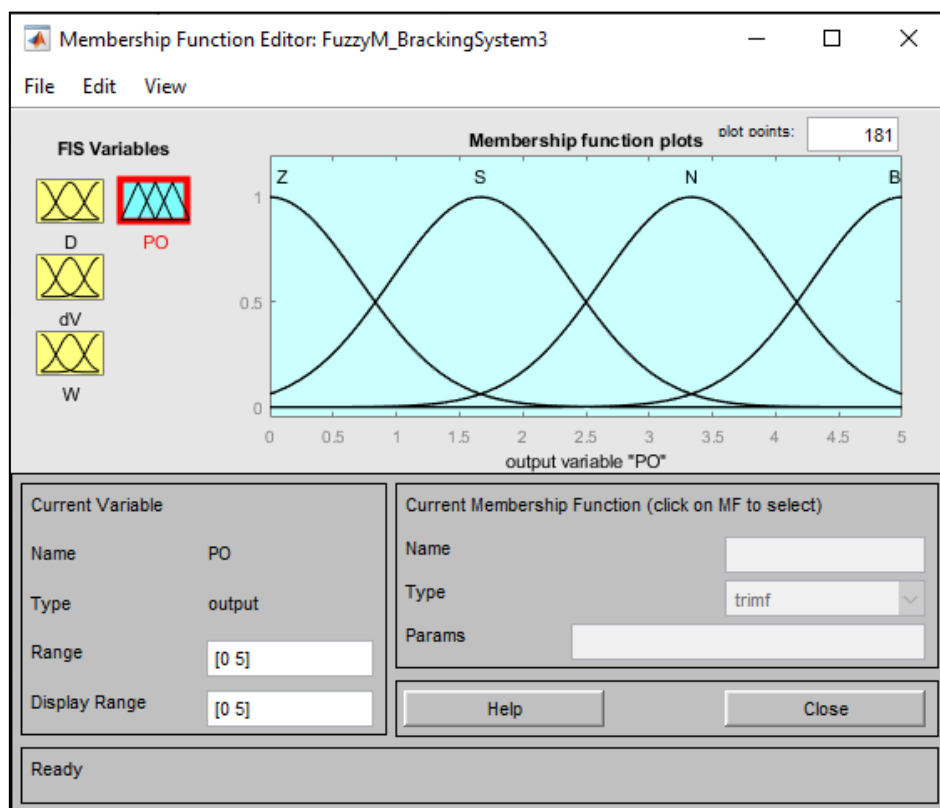 Membership Function Editor: FuzzyM_BrackingSystem3
File Edit View
FIS Variables
Membership function plots plot points: 181
D PO
dV
W
Z S N B
1
0.5
0
0 0.5 1 1.5 2 2.5 3 3.5 4 4.5 5
output variable "PO"
Current Variable
Name PO
Type output
Range [0 5]
Display Range [0 5]
Current Membership Function (click on MF to select)
Name
Type trimf
Params
Help Close
Ready